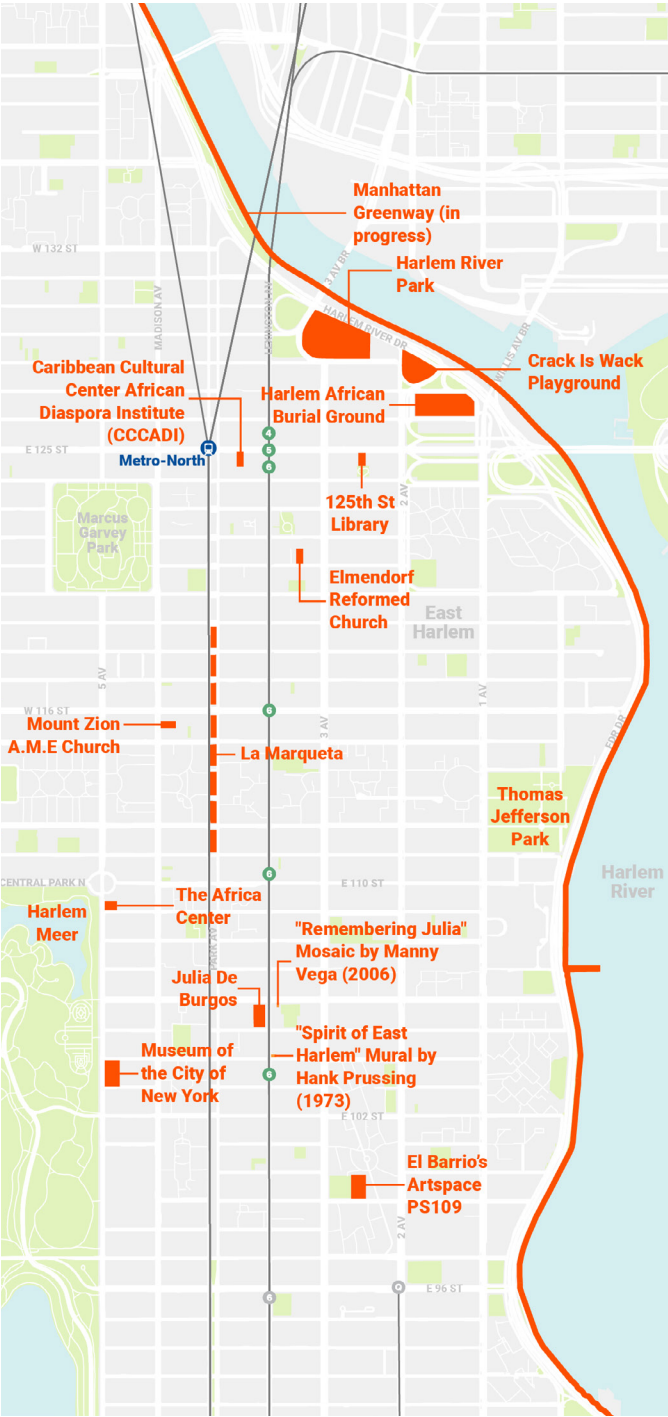 Manhattan
Greenway (in
progress)
W 132 ST
3 AV BR
Harlem River
Park
MADISON AV
LEXINGTON AV
HARLEM RIVER DR
WILLIS AV BR
Crack Is Wack
Playground
Caribbean Cultural
Center African
Diaspora Institute
(CCCADI)
Harlem African
Burial Ground
4
5
6
E 125 ST
Metro-North
125th St
Library
2 AV
Marcus
Garvey
Park
Elmendorf
Reformed
Church
East
Harlem
5 AV
1 AV
W 116 ST
6
3 AV
FDR DR
Mount Zion
A.M.E Church
La Marqueta
Thomas
Jefferson
Park
CENTRAL PARK N
6
E 110 ST
Harlem
River
The Africa
Center
Harlem
Meer
PARK AV
"Remembering Julia"
Mosaic by Manny
Vega (2006)
Julia De
Burgos
"Spirit of East
Harlem" Mural by
Hank Prussing
(1973)
Museum of
the City of
New York
6
E 102 ST
El Barrio's
Artspace
PS109
2 AV
6
Q
E 96 ST